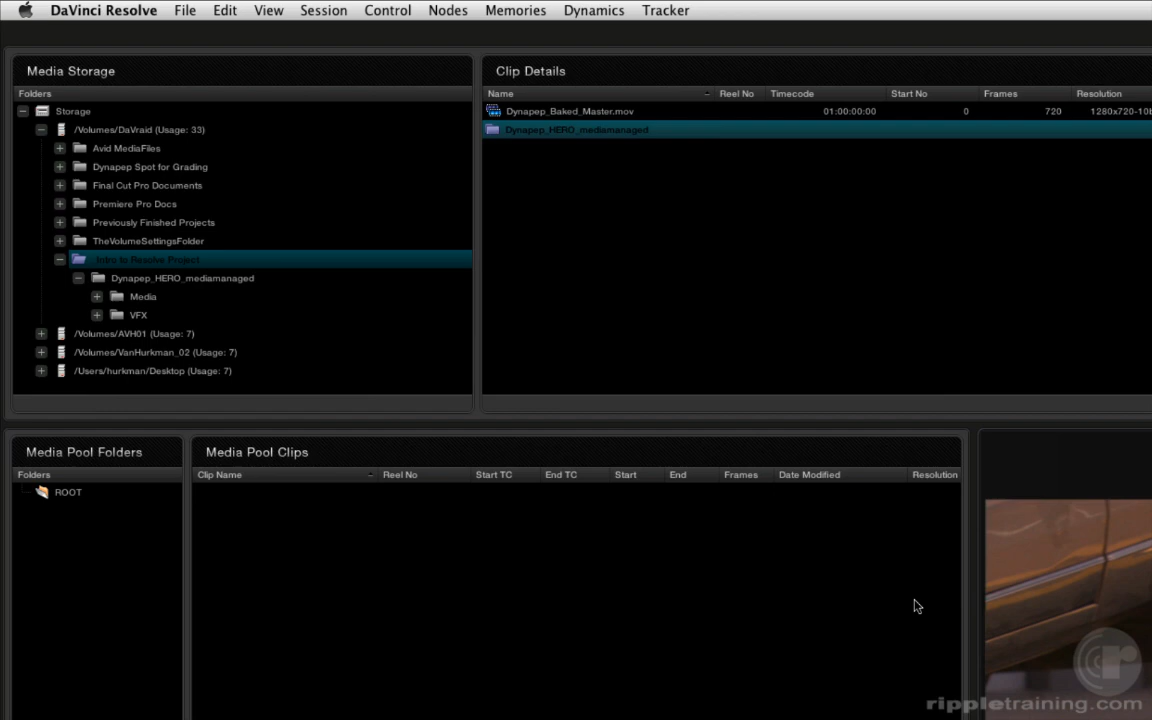 DaVinci Resolve File Edit View Session Control Nodes Memories Dynamics Tracker
Media Storage
Folders
Storage
/Volumes/DaVraid (Usage: 33)
Avid MediaFiles
Dynapep Spot for Grading
Final Cut Pro Documents
Premiere Pro Docs
Previously Finished Projects
TheVolumeSettingsFolder
Intro to Resolve Project
Dynapep_HERO_mediamanaged
Media
VFX
/Volumes/AVH01 (Usage: 7)
/Volumes/VanHurkman_02 (Usage: 7)
/Users/hurkman/Desktop (Usage: 7)
Clip Details
Name Reel No Timecode Start No Frames Resolution
Dynapep_Baked_Master.mov 01:00:00:00 0 720 1280x720-10b
Dynapep_HERO_mediamanaged
Media Pool Folders
Folders
ROOT
Media Pool Clips
Clip Name Reel No Start TC End TC Start End Frames Date Modified Resolution
rippletraining.com